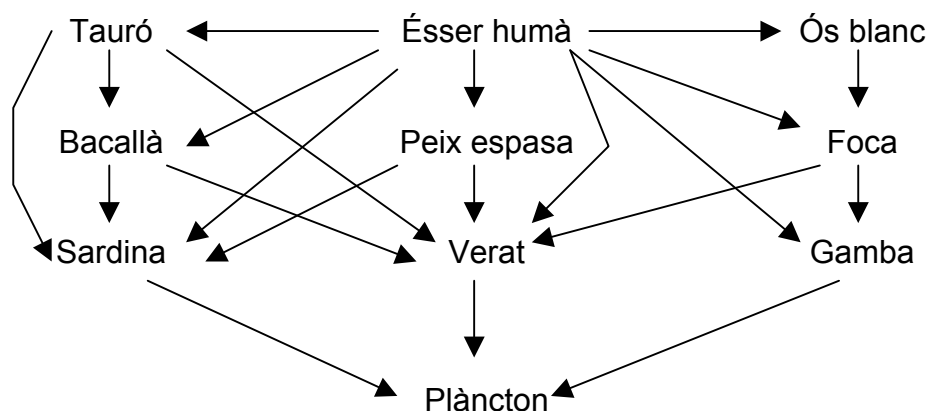 Tauró Ésser humà Ós blanc
Bacallà Peix espasa Foca
Sardina Verat Gamba
Plàncton